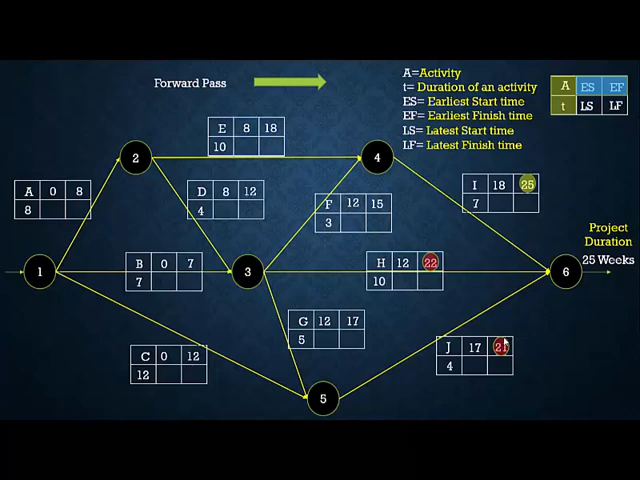 Forward Pass
A=Activity
t= Duration of an activity
ES= Earliest Start time
EF= Earliest Finish time
LS= Latest Start time
LF= Latest Finish time
A ES EF
t LS LF
E 8 18
10
2
4
A 0 8
8
D 8 12
4
F 12 15
3
I 18 25
7
Project
Duration
25 Weeks
1
B 0 7
7
3
H 12 22
10
6
G 12 17
5
C 0 12
12
J 17 21
4
5